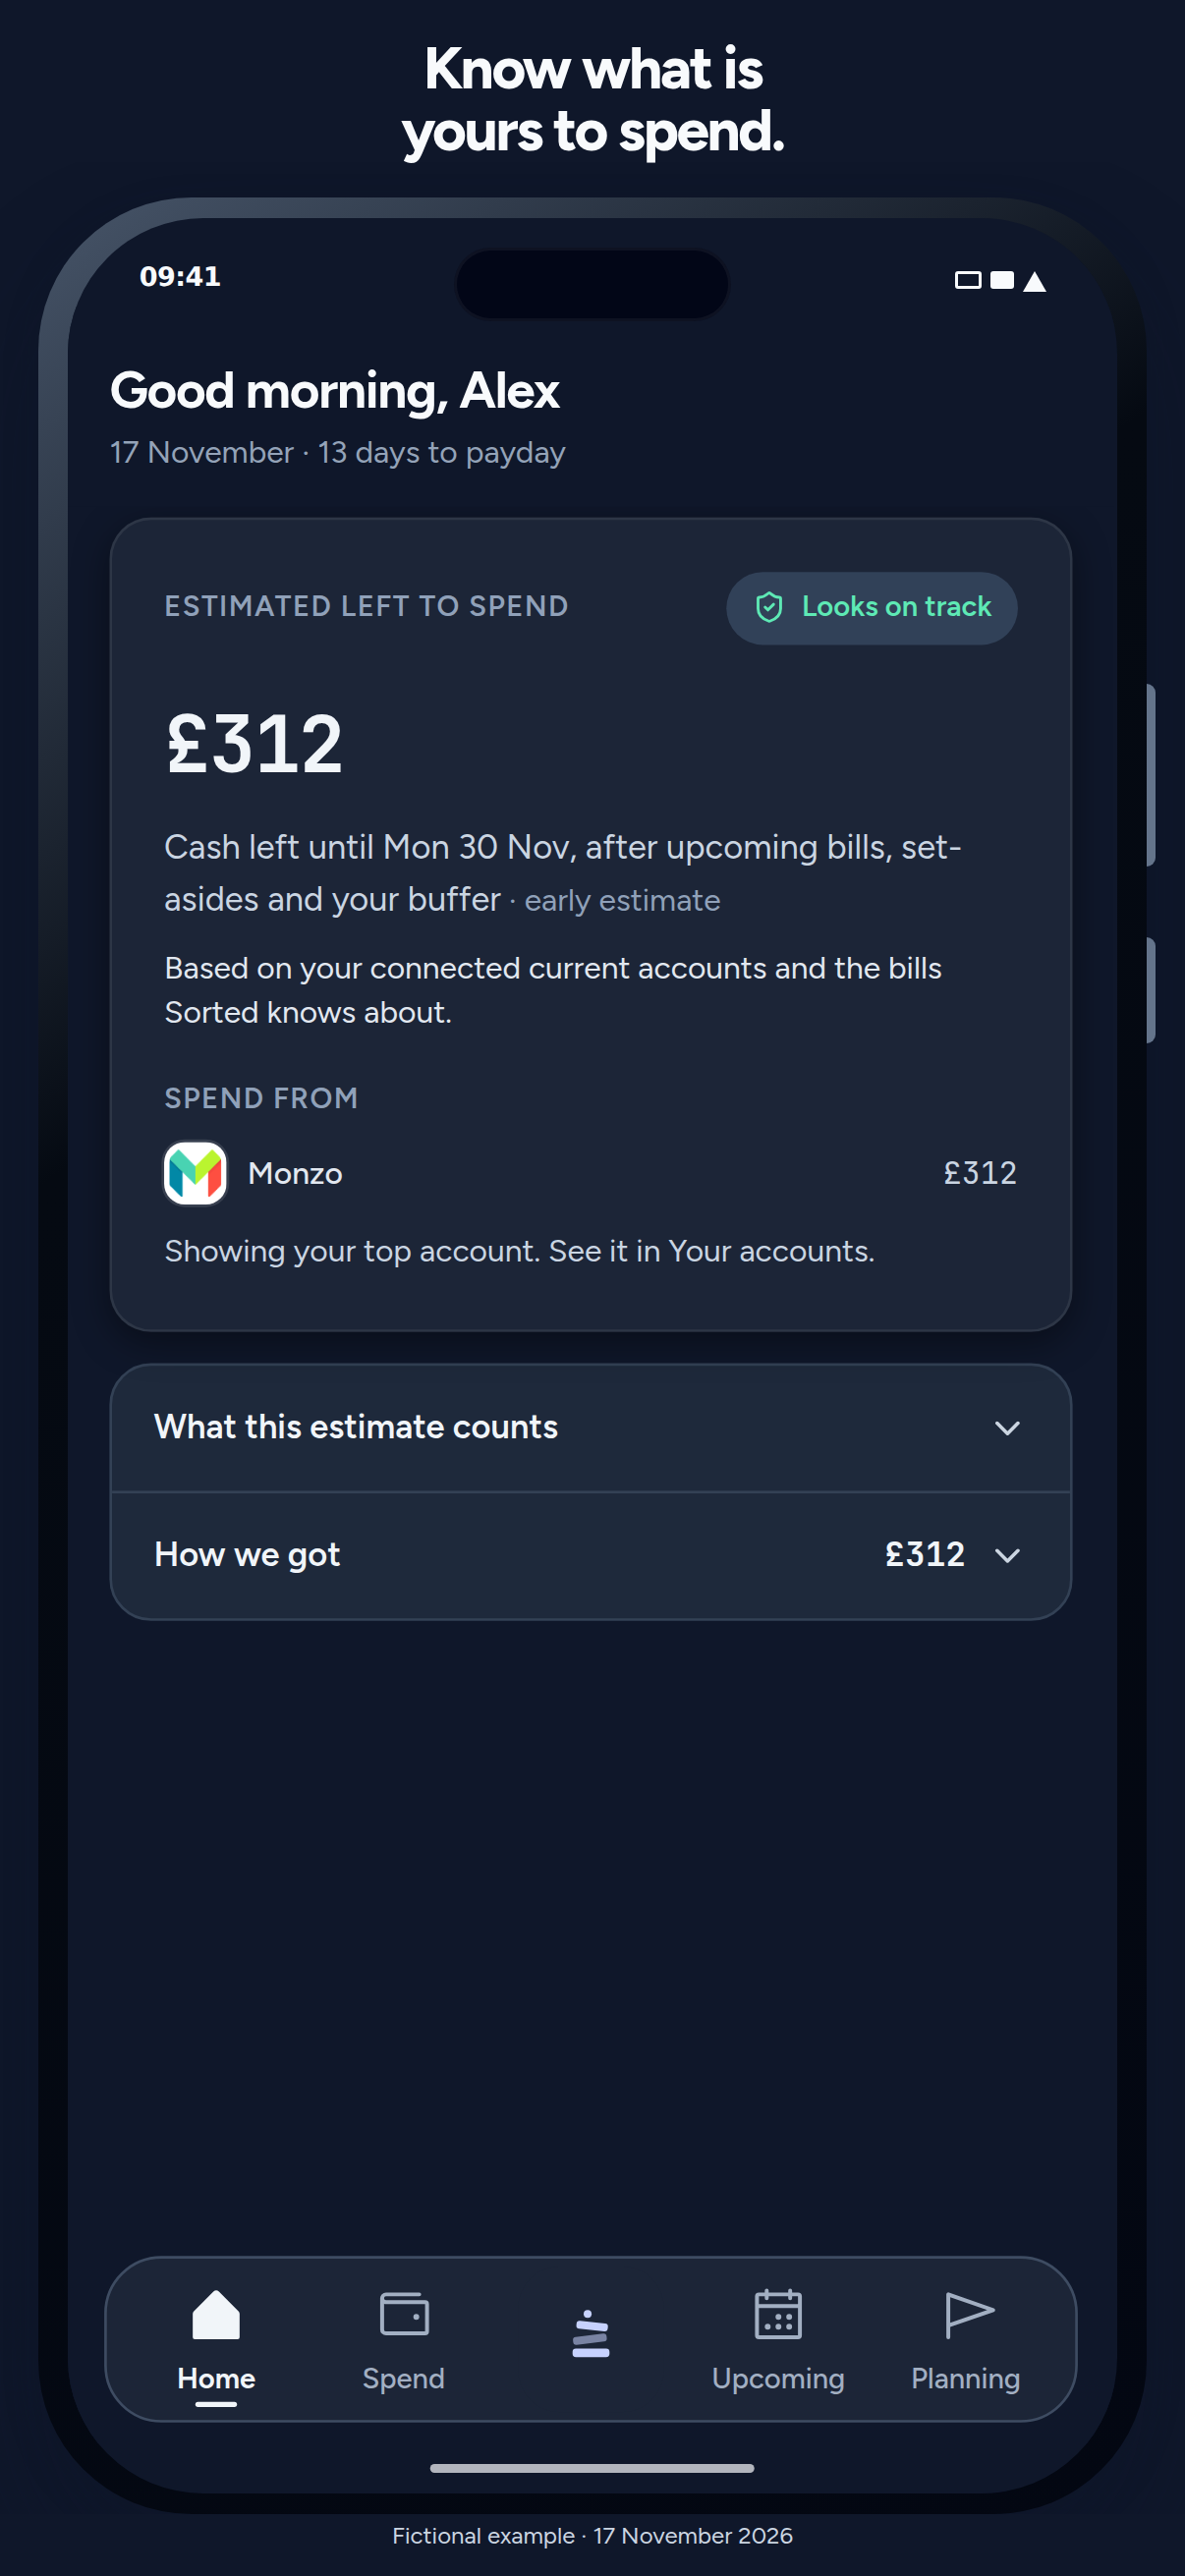 Know what is
yours to spend.
09:41
Good morning, Alex
17 November · 13 days to payday
ESTIMATED LEFT TO SPEND
Looks on track
£312
Cash left until Mon 30 Nov, after upcoming bills, set-
asides and your buffer · early estimate
Based on your connected current accounts and the bills
Sorted knows about.
SPEND FROM
Monzo £312
Showing your top account. See it in Your accounts.
What this estimate counts
How we got £312
Home Spend Upcoming Planning
Fictional example · 17 November 2026